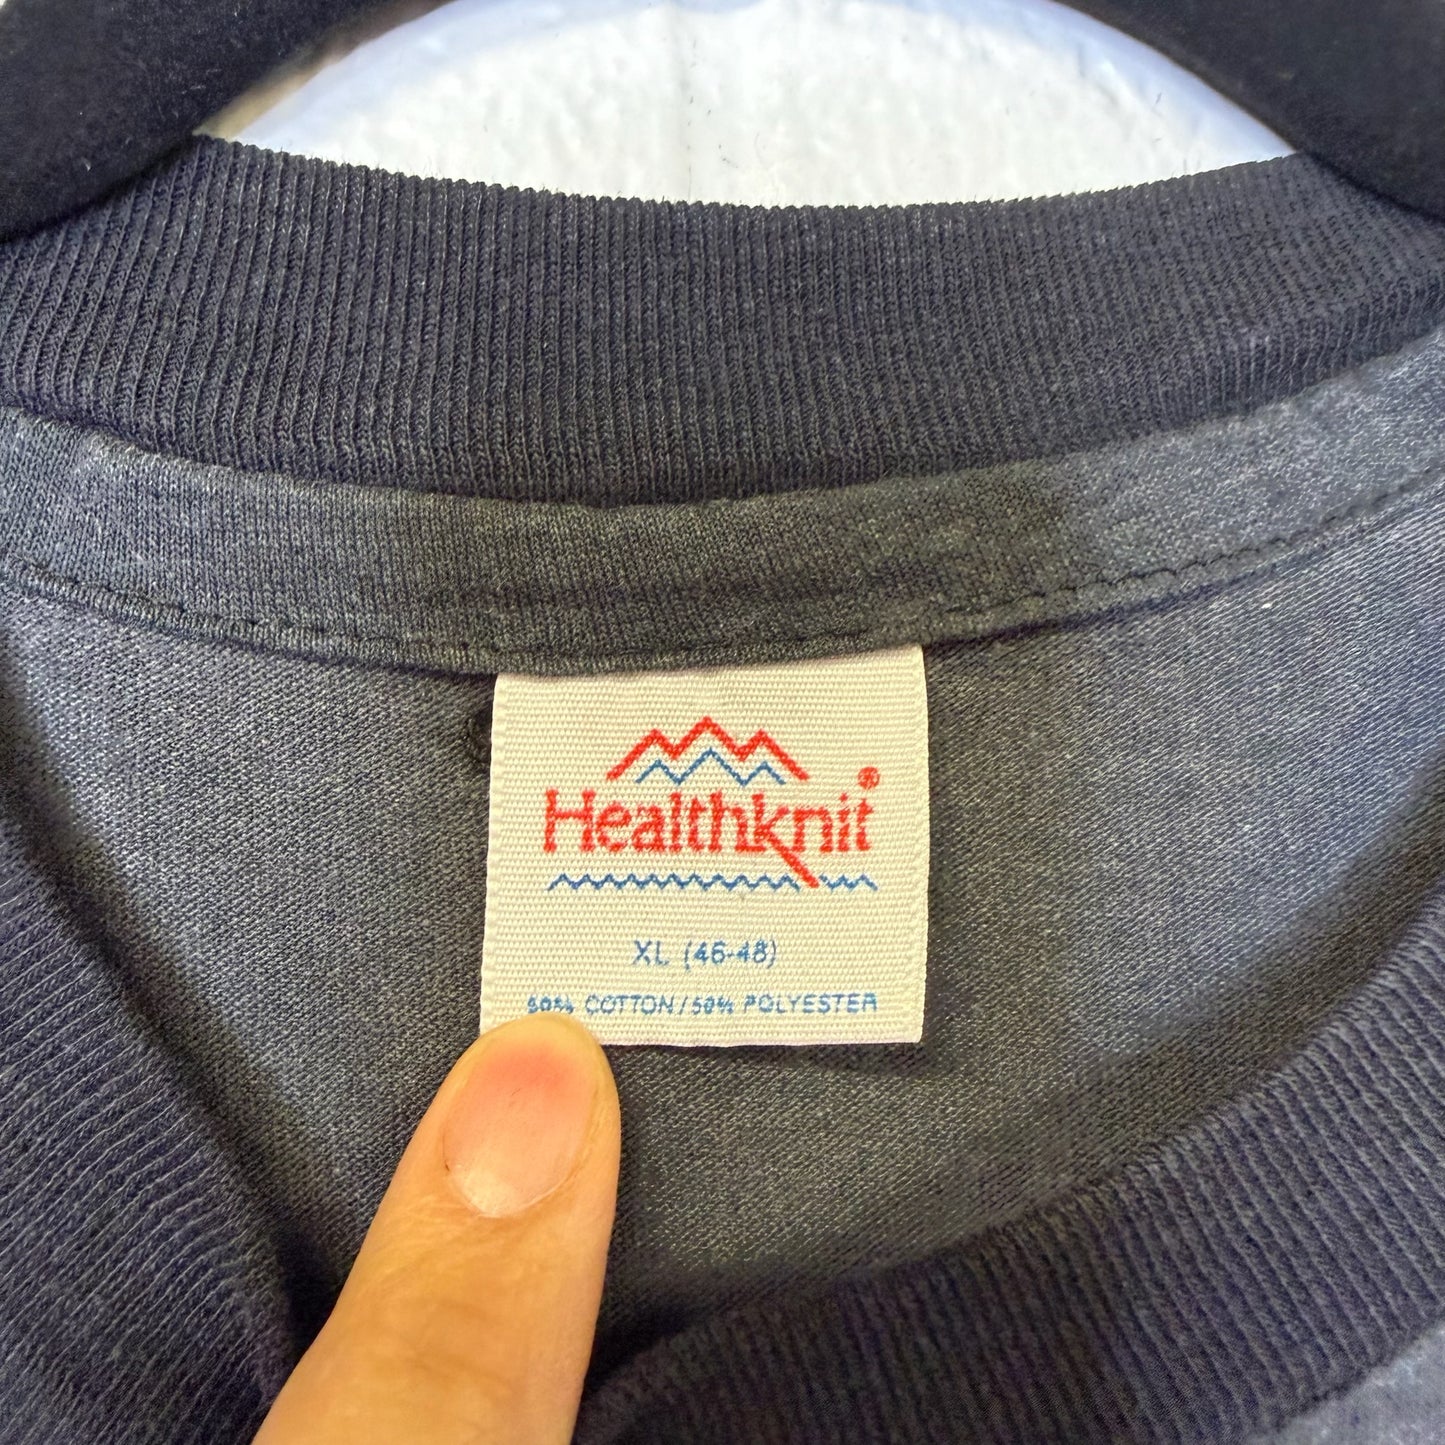 Healthknit®
XL (46-48)
50% COTTON/50% POLYESTER